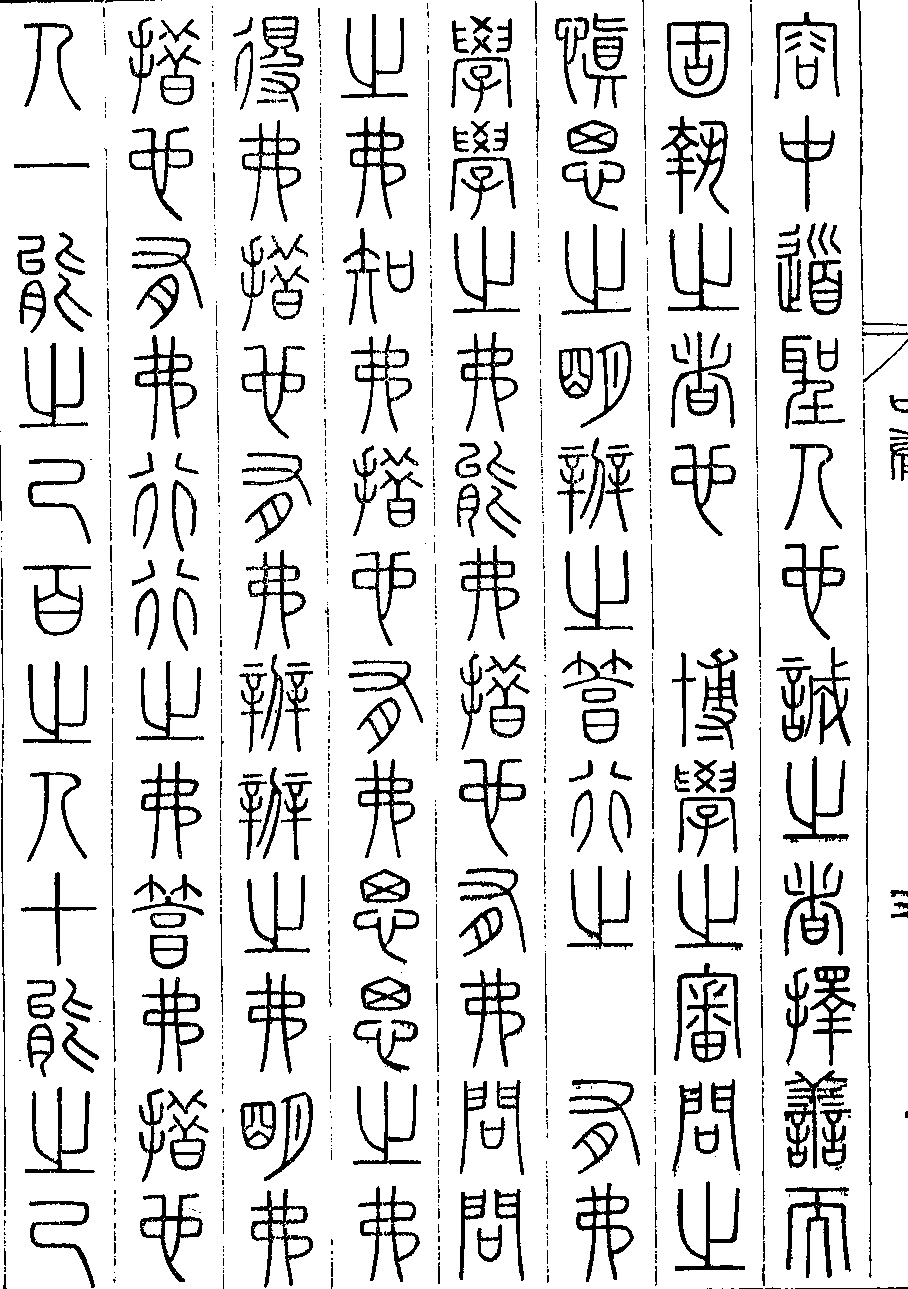 容中道聖人也誠之者擇善而
固執之者也　博學之審問之
慎思之明辨之篤行之　有弗
學學之弗能弗措也有弗問問
之弗知弗措也有弗思思之弗
得弗措也有弗辨辨之弗明弗
措也有弗行行之弗篤弗措也
人一能之己百之人十能之己